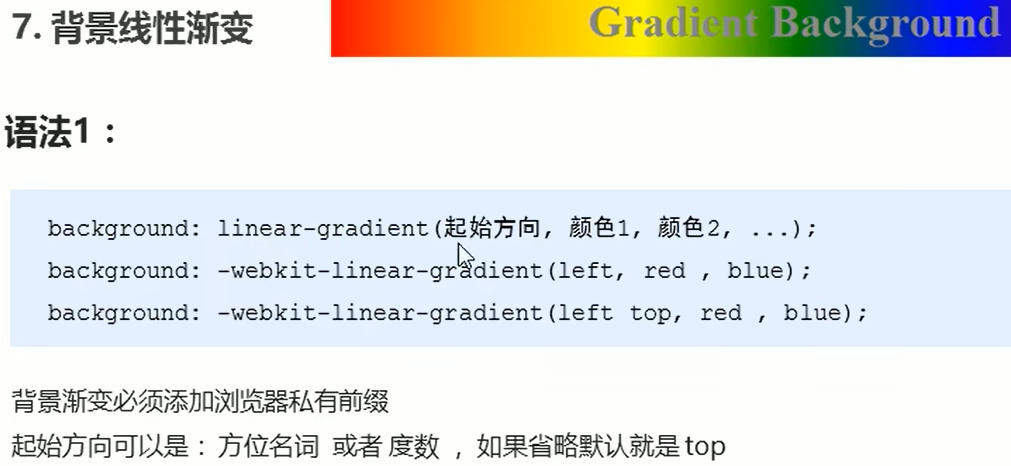 7. 背景线性渐变
Gradient Background
语法1：
background: linear-gradient(起始方向, 颜色1, 颜色2, ...);
background: -webkit-linear-gradient(left, red , blue);
background: -webkit-linear-gradient(left top, red , blue);
背景渐变必须添加浏览器私有前缀
起始方向可以是： 方位名词 或者 度数 ，如果省略默认就是 top